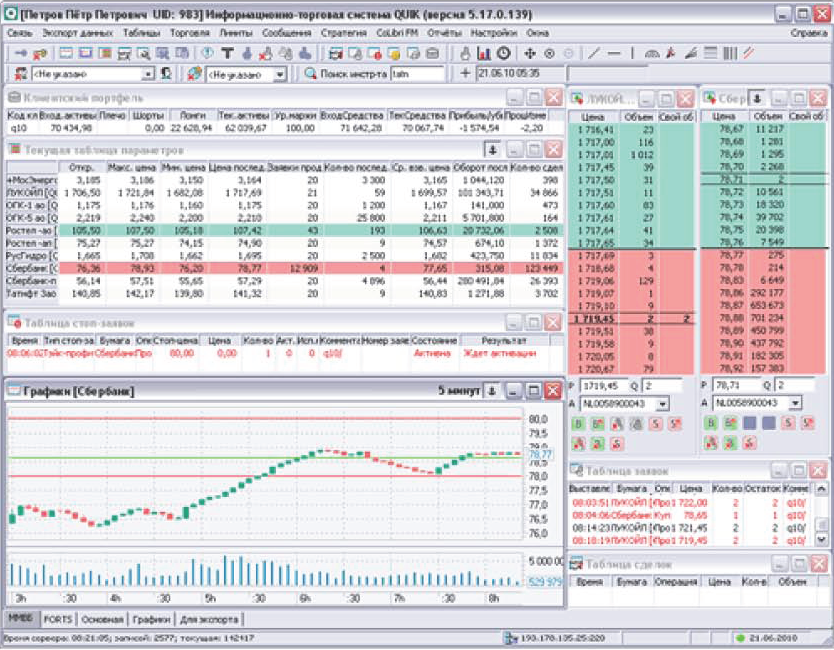 [Петров Пётр Петрович UID: 983] Информационно-торговая система QUIK (версия 5.17.0.139)
Связь Экспорт данных Таблицы Торговля Лимиты Сообщения Стратегия CoLibri FM Отчёты Настройки Окна Справка
<Не указано> <Не указано> Поиск инстр-та tatn 21.06.10 05:35
Клиентский портфель
Код кл Вход.активы Плечо Шорты Лонги Тек.активы Ур.маржи ВходСредства ТекСредства Прибыль/уб
q10 70 434,98 0,00 22 628,94 62 039,67 100,00 71 642,28 70 067,74 -1 574,54 -2,20
Текущая таблица параметров
Откр. Макс. цена Мин. цена Цена послед. Заявки прод Кол-во послед. Ср. взв. цена Оборот посл Кол-во сдел
+МосЭнерго 3,185 3,186 3,150 3,164 20 3 300 3,165 1 044,120 398
ЛУКОЙЛ [Q 1 706,50 1 721,84 1 682,08 1 717,69 21 59 1 699,57 101 343,71 34 866
ОГК-1 ао [Q 1,175 1,176 1,160 1,175 20 1 200 1,167 141,000 473
ОГК-5 ао [Q 2,219 2,240 2,200 2,210 20 25 800 2,211 5 701,800 164
Ростел -ао [ 105,50 107,50 105,18 107,42 43 193 106,63 20 732,06 2 508
Ростел -ап [ 75,27 75,27 74,15 74,90 20 9 74,57 674,10 1 372
РусГидро [Q 1,665 1,708 1,662 1,695 20 2 500 1,682 423,750 11 834
Сбербанк [C 76,36 78,93 76,20 78,77 12 909 4 77,65 315,08 123 449
Сбербанк-п 56,14 57,51 55,65 57,29 20 4 896 56,44 280 491,84 26 393
Татнфт 3ао 140,85 142,17 139,80 141,32 20 9 140,83 1 271,88 3 702
Таблица стоп-заявок
Время Тип стоп-за Бумага Опе Стоп-цена Цена Кол-во Акт. Исп. Коммента Номер заяв Состояние Результат
08:06:02 Тэйк-профи Сбербанк Про 80,00 0,00 1 0 0 q10/ Активна Ждет активации
Графики [Сбербанк] 5 минут
80,0
79,5
79,0
78,77
78,5
78,0
77,5
77,0
76,5
76,0
5 000 00
529 979
3h :30 4h :30 5h :30 6h :30 7h :30 8h
ЛУКОЙ...
Цена Объем Свой об
1 716,41 23
1 717,00 116
1 717,01 1 012
1 717,45 39
1 717,50 31
1 717,51 11
1 717,60 83
1 717,61 27
1 717,64 41
1 717,65 34
1 717,69 3
1 718,68 4
1 719,06 129
1 719,07 1
1 719,10 9
1 719,45 2 2
1 719,51 38
1 719,58 9
1 720,05 8
1 720,67 79
P 1719,45 Q 2
A NL0058900043
Сбер
Цена Объем Свой об
78,67 11 217
78,68 1 281
78,69 1 295
78,70 2 268
78,71 2
78,72 10 561
78,73 18 320
78,74 39 702
78,75 20 398
78,76 7 549
78,77 275
78,78 214
78,83 6 649
78,86 292 177
78,87 653 673
78,88 701 234
78,89 450 799
78,90 437 792
78,91 182 305
78,92 157 383
P 78,71 Q 2
A NL0058900043
Таблица заявок
Выставле Бумага Опе Цена Кол-во Остаток Комме
08:03:51 ЛУКОЙЛ [ Про 1 722,00 2 2 q10/
08:04:06 Сбербанк Куп 78,65 1 1 q10/
08:14:23 ЛУКОЙЛ [ Про 1 721,45 2 2 q10/
08:18:19 ЛУКОЙЛ [ Про 1 719,45 2 2 q10/
Таблица сделок
Время Бумага Операция Цена Кол-в Объем
ММВБ FORTS Основная Графики Для экспорта
Время сервера: 08:21:05; записей: 2577; текущая: 142417 193.178.135.25:220 21.06.2010